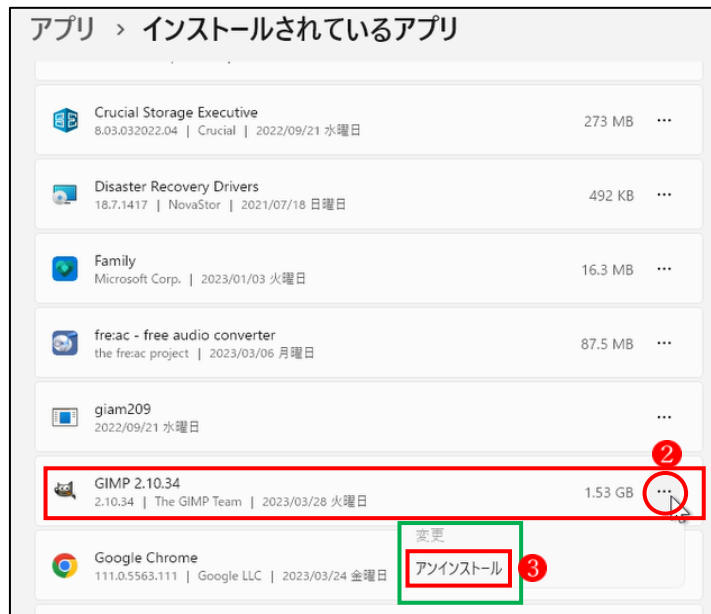 アプリ › インストールされているアプリ
Crucial Storage Executive
8.03.032022.04 | Crucial | 2022/09/21 水曜日
273 MB ...
Disaster Recovery Drivers
18.7.1417 | NovaStor | 2021/07/18 日曜日
492 KB ...
Family
Microsoft Corp. | 2023/01/03 火曜日
16.3 MB ...
fre:ac - free audio converter
the fre:ac project | 2023/03/06 月曜日
87.5 MB ...
giam209
2022/09/21 水曜日
...
2
GIMP 2.10.34
2.10.34 | The GIMP Team | 2023/03/28 火曜日
1.53 GB ...
変更
アンインストール 3
Google Chrome
111.0.5563.111 | Google LLC | 2023/03/24 金曜日